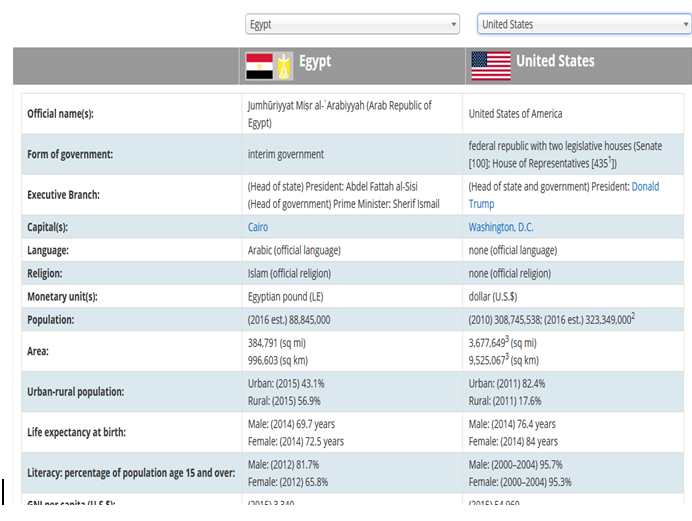 Egypt
United States
Egypt
United States
Official name(s):
Jumhūriyyat Miṣr al-ʿArabiyyah (Arab Republic of
Egypt)
United States of America
Form of government:
interim government
federal republic with two legislative houses (Senate
[100]; House of Representatives [435¹])
Executive Branch:
(Head of state) President: Abdel Fattah al-Sisi
(Head of government) Prime Minister: Sherif Ismail
(Head of state and government) President: Donald
Trump
Capital(s):
Cairo
Washington, D.C.
Language:
Arabic (official language)
none (official language)
Religion:
Islam (official religion)
none (official religion)
Monetary unit(s):
Egyptian pound (LE)
dollar (U.S.$)
Population:
(2016 est.) 88,845,000
(2010) 308,745,538; (2016 est.) 323,349,000²
Area:
384,791 (sq mi)
996,603 (sq km)
3,677,649³ (sq mi)
9,525,067³ (sq km)
Urban-rural population:
Urban: (2015) 43.1%
Rural: (2015) 56.9%
Urban: (2011) 82.4%
Rural: (2011) 17.6%
Life expectancy at birth:
Male: (2014) 69.7 years
Female: (2014) 72.5 years
Male: (2014) 76.4 years
Female: (2014) 84 years
Literacy: percentage of population age 15 and over:
Male: (2012) 81.7%
Female: (2012) 65.8%
Male: (2000–2004) 95.7%
Female: (2000–2004) 95.3%
GNI per capita (U.S.$):
(2015) 3,340
(2015) 54,960